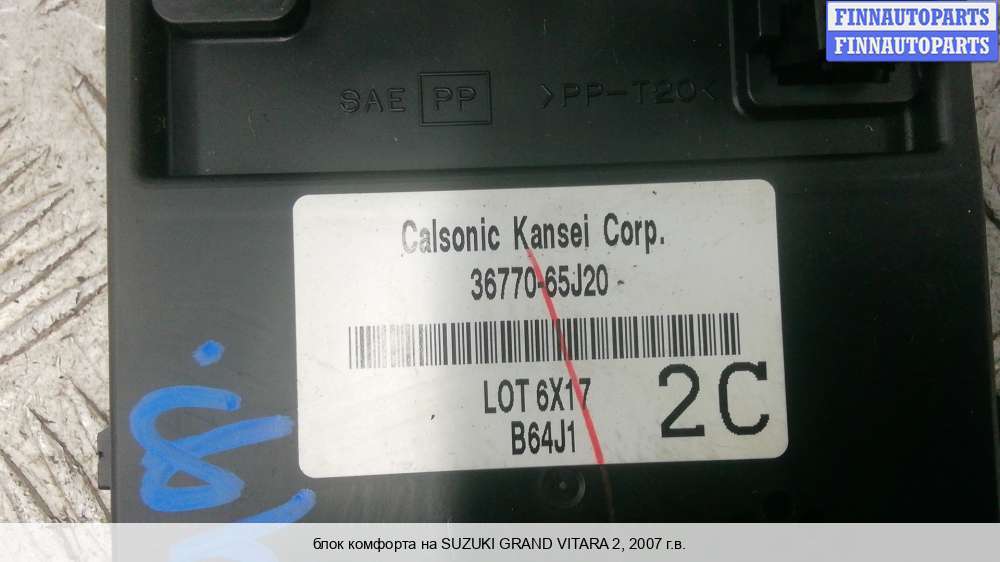 FINNAUTOPARTS
FINNAUTOPARTS
SAE PP >PP-T20<
Calsonic Kansei Corp.
36770-65J20
LOT 6X17
2C
B64J1
блок комфорта на SUZUKI GRAND VITARA 2, 2007 г.в.